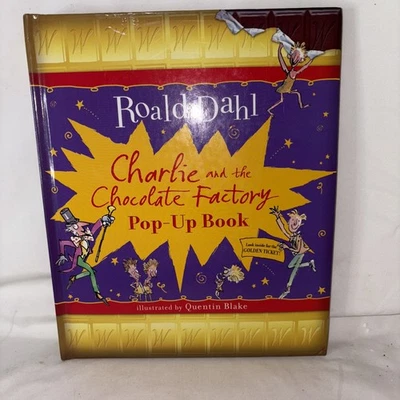 W W W W W W
Roald Dahl
Charlie and the
Chocolate Factory
Pop-Up Book
Look inside for the
GOLDEN TICKET!
illustrated by Quentin Blake
W W W W W W W W